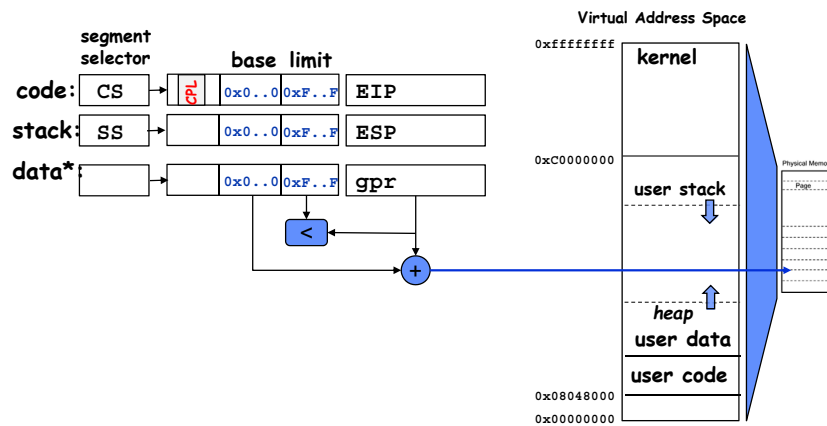 segment
selector
base limit
code: CS CPL 0x0..0 0xF..F EIP
stack: SS 0x0..0 0xF..F ESP
data*: 0x0..0 0xF..F gpr
<
+
Virtual Address Space
0xffffffff
kernel
0xC0000000
user stack
heap
user data
user code
0x08048000
0x00000000
Physical Memo
Page